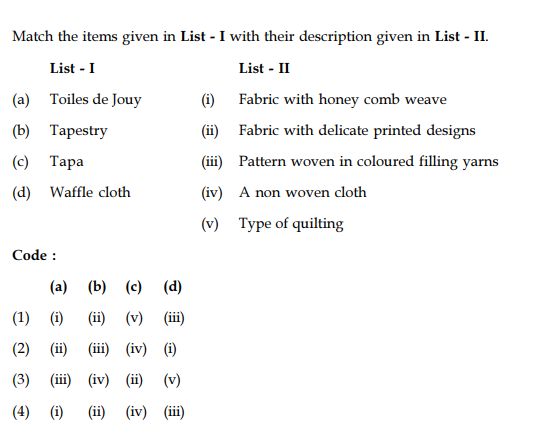 Match the items given in List - I with their description given in List - II.
List - I List - II
(a) Toiles de Jouy (i) Fabric with honey comb weave
(b) Tapestry (ii) Fabric with delicate printed designs
(c) Tapa (iii) Pattern woven in coloured filling yarns
(d) Waffle cloth (iv) A non woven cloth
(v) Type of quilting
Code :
(a) (b) (c) (d)
(1) (i) (ii) (v) (iii)
(2) (ii) (iii) (iv) (i)
(3) (iii) (iv) (ii) (v)
(4) (i) (ii) (iv) (iii)